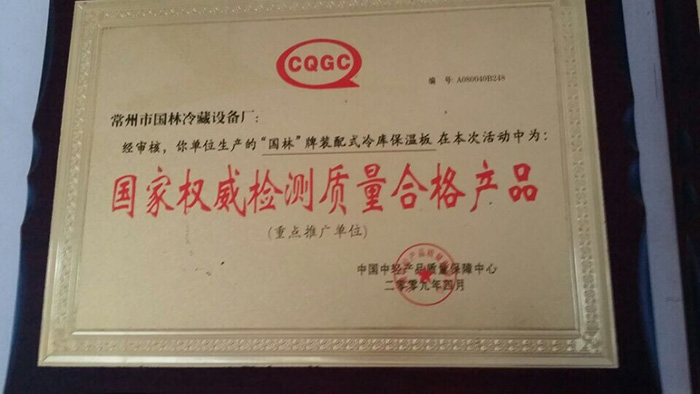 CQGC
编 号: A080040B248
常州市国林冷藏设备厂:
经审核, 你单位生产的“国林”牌装配式冷库保温板 在本次活动中为:
国家权威检测质量合格产品
(重点推广单位)
中国中轻产品质量保障中心
二零零九年四月